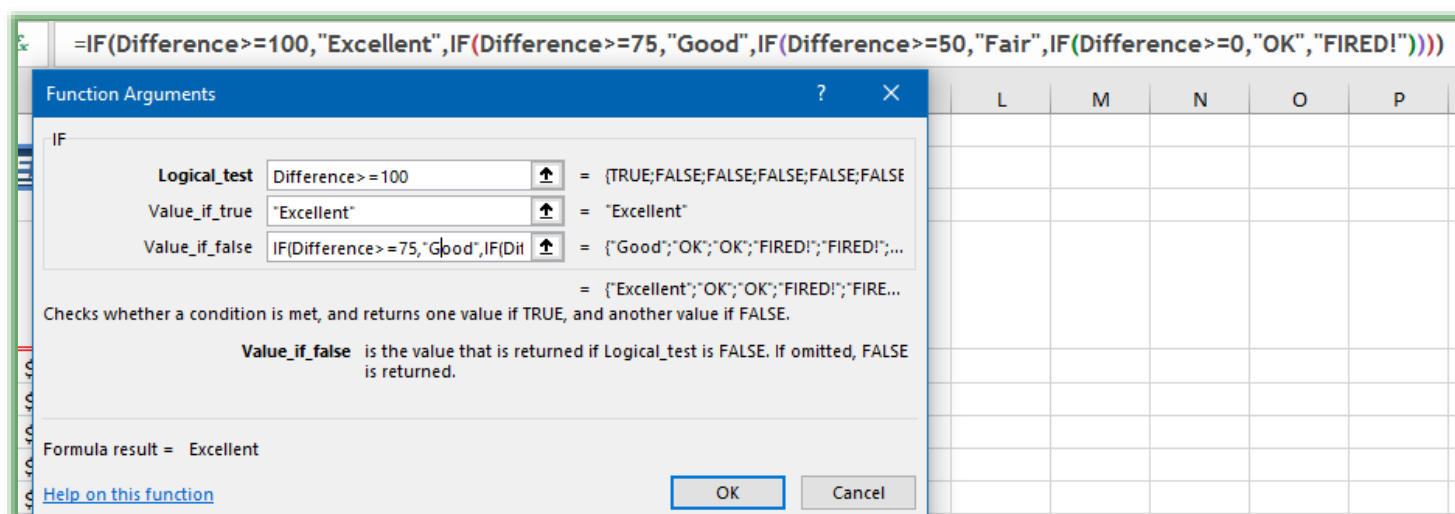 =IF(Difference>=100,"Excellent",IF(Difference>=75,"Good",IF(Difference>=50,"Fair",IF(Difference>=0,"OK","FIRED!"))))
Function Arguments ? ×
L M N O P
IF
Logical_test Difference>=100 = {TRUE;FALSE;FALSE;FALSE;FALSE;FALSE
Value_if_true "Excellent" = "Excellent"
Value_if_false IF(Difference>=75,"Good",IF(Dif = {"Good";"OK";"OK";"FIRED!";"FIRED!";...
= {"Excellent";"OK";"OK";"FIRED!";"FIRE...
Checks whether a condition is met, and returns one value if TRUE, and another value if FALSE.
Value_if_false is the value that is returned if Logical_test is FALSE. If omitted, FALSE
is returned.
$
$
$
Formula result = Excellent
$
Help on this function OK Cancel
$